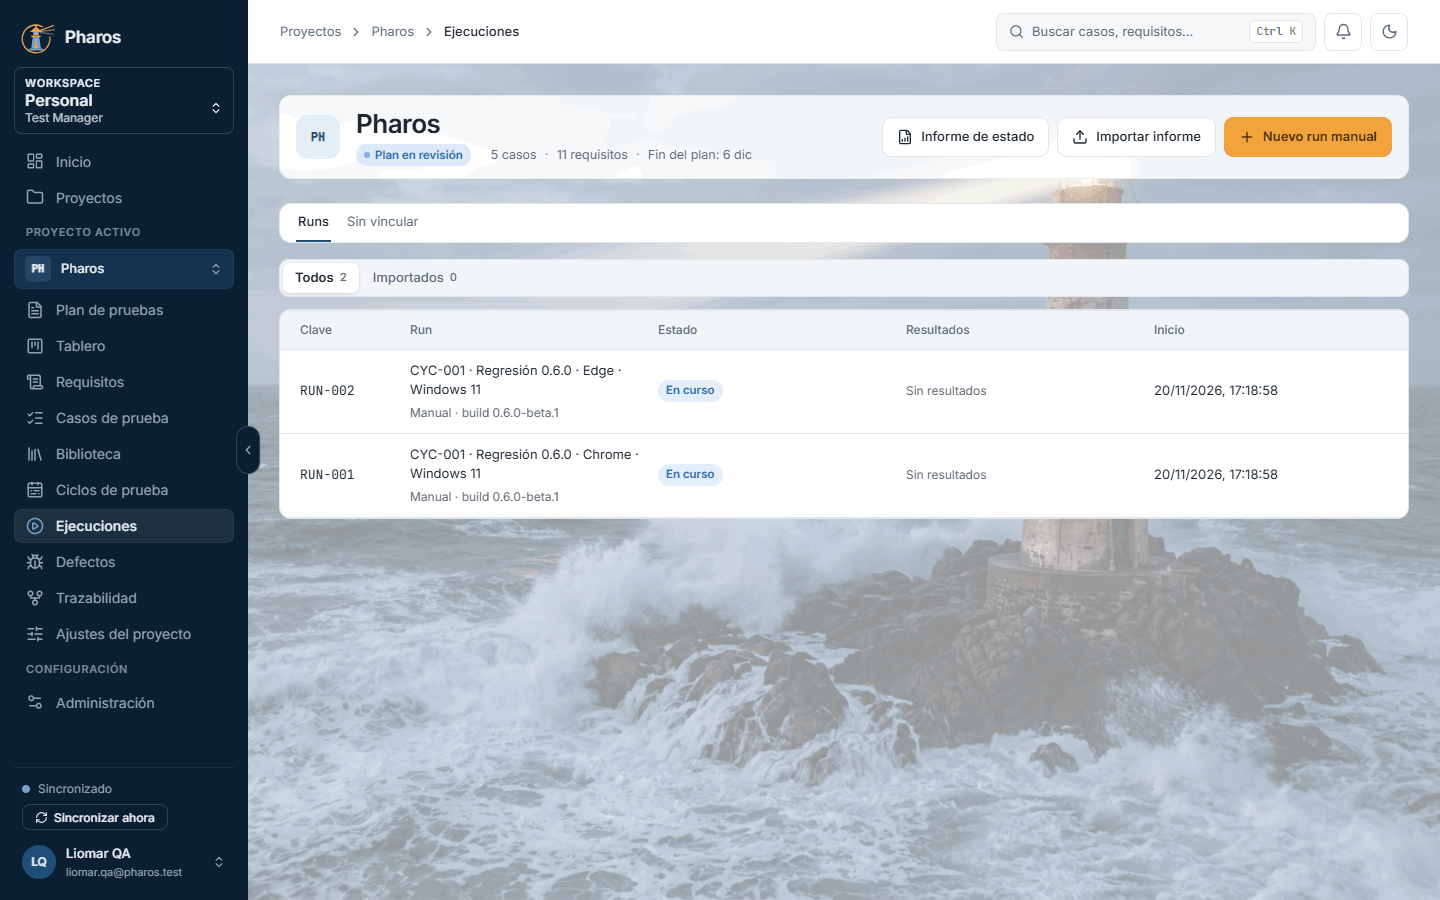 Pharos
WORKSPACE
Personal
Test Manager
Inicio
Proyectos
PROYECTO ACTIVO
PH Pharos
Plan de pruebas
Tablero
Requisitos
Casos de prueba
Biblioteca
Ciclos de prueba
Ejecuciones
Defectos
Trazabilidad
Ajustes del proyecto
CONFIGURACIÓN
Administración
Sincronizado
Sincronizar ahora
LQ
Liomar QA
liomar.qa@pharos.test
Proyectos > Pharos > Ejecuciones
Buscar casos, requisitos... Ctrl K
PH
Pharos
Plan en revisión 5 casos · 11 requisitos · Fin del plan: 6 dic
Informe de estado
Importar informe
+ Nuevo run manual
Runs Sin vincular
Todos 2 Importados 0
Clave Run Estado Resultados Inicio
RUN-002
CYC-001 · Regresión 0.6.0 · Edge ·
Windows 11
Manual · build 0.6.0-beta.1
En curso
Sin resultados
20/11/2026, 17:18:58
RUN-001
CYC-001 · Regresión 0.6.0 · Chrome ·
Windows 11
Manual · build 0.6.0-beta.1
En curso
Sin resultados
20/11/2026, 17:18:58